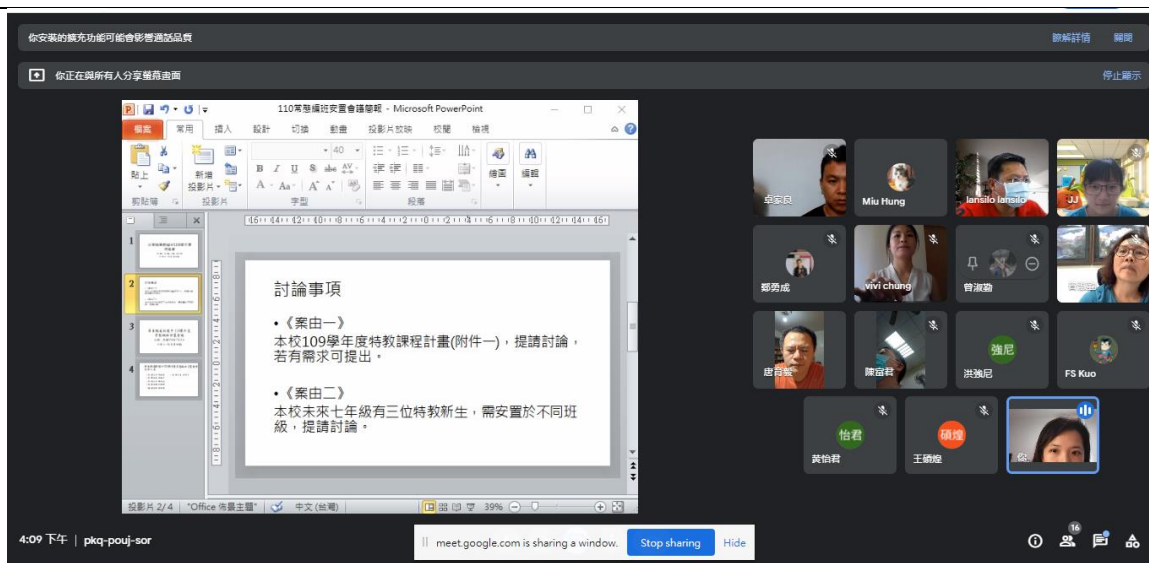 你安裝的擴充功能可能會影響通話品質
瞭解詳情 關閉
你正在與所有人分享螢幕畫面
停止顯示
110常態編班安置會議簡報 - Microsoft PowerPoint
檔案 常用 插入 設計 切換 動畫 投影片放映 校閱 檢視
40
貼上
新增
投影片
繪圖 編輯
剪貼簿 投影片 字型 段落
1
2
3
4
討論事項
•《案由一》
本校109學年度特教課程計畫(附件一),提請討論,
若有需求可提出。
•《案由二》
本校未來七年級有三位特教新生,需安置於不同班
級,提請討論。
投影片 2/4 "Office 佈景主題" 中文 (台灣) 39%
卓家良 Miu Hung lansilo lansilo JJ
鄭勇成 vivi chung 曾淑勤
陳富君
強尼
洪強尼
FS Kuo
怡君
黃怡君
碩煌
王碩煌
你
4:09 下午 | pkq-pouj-sor
meet.google.com is sharing a window. Stop sharing Hide
16